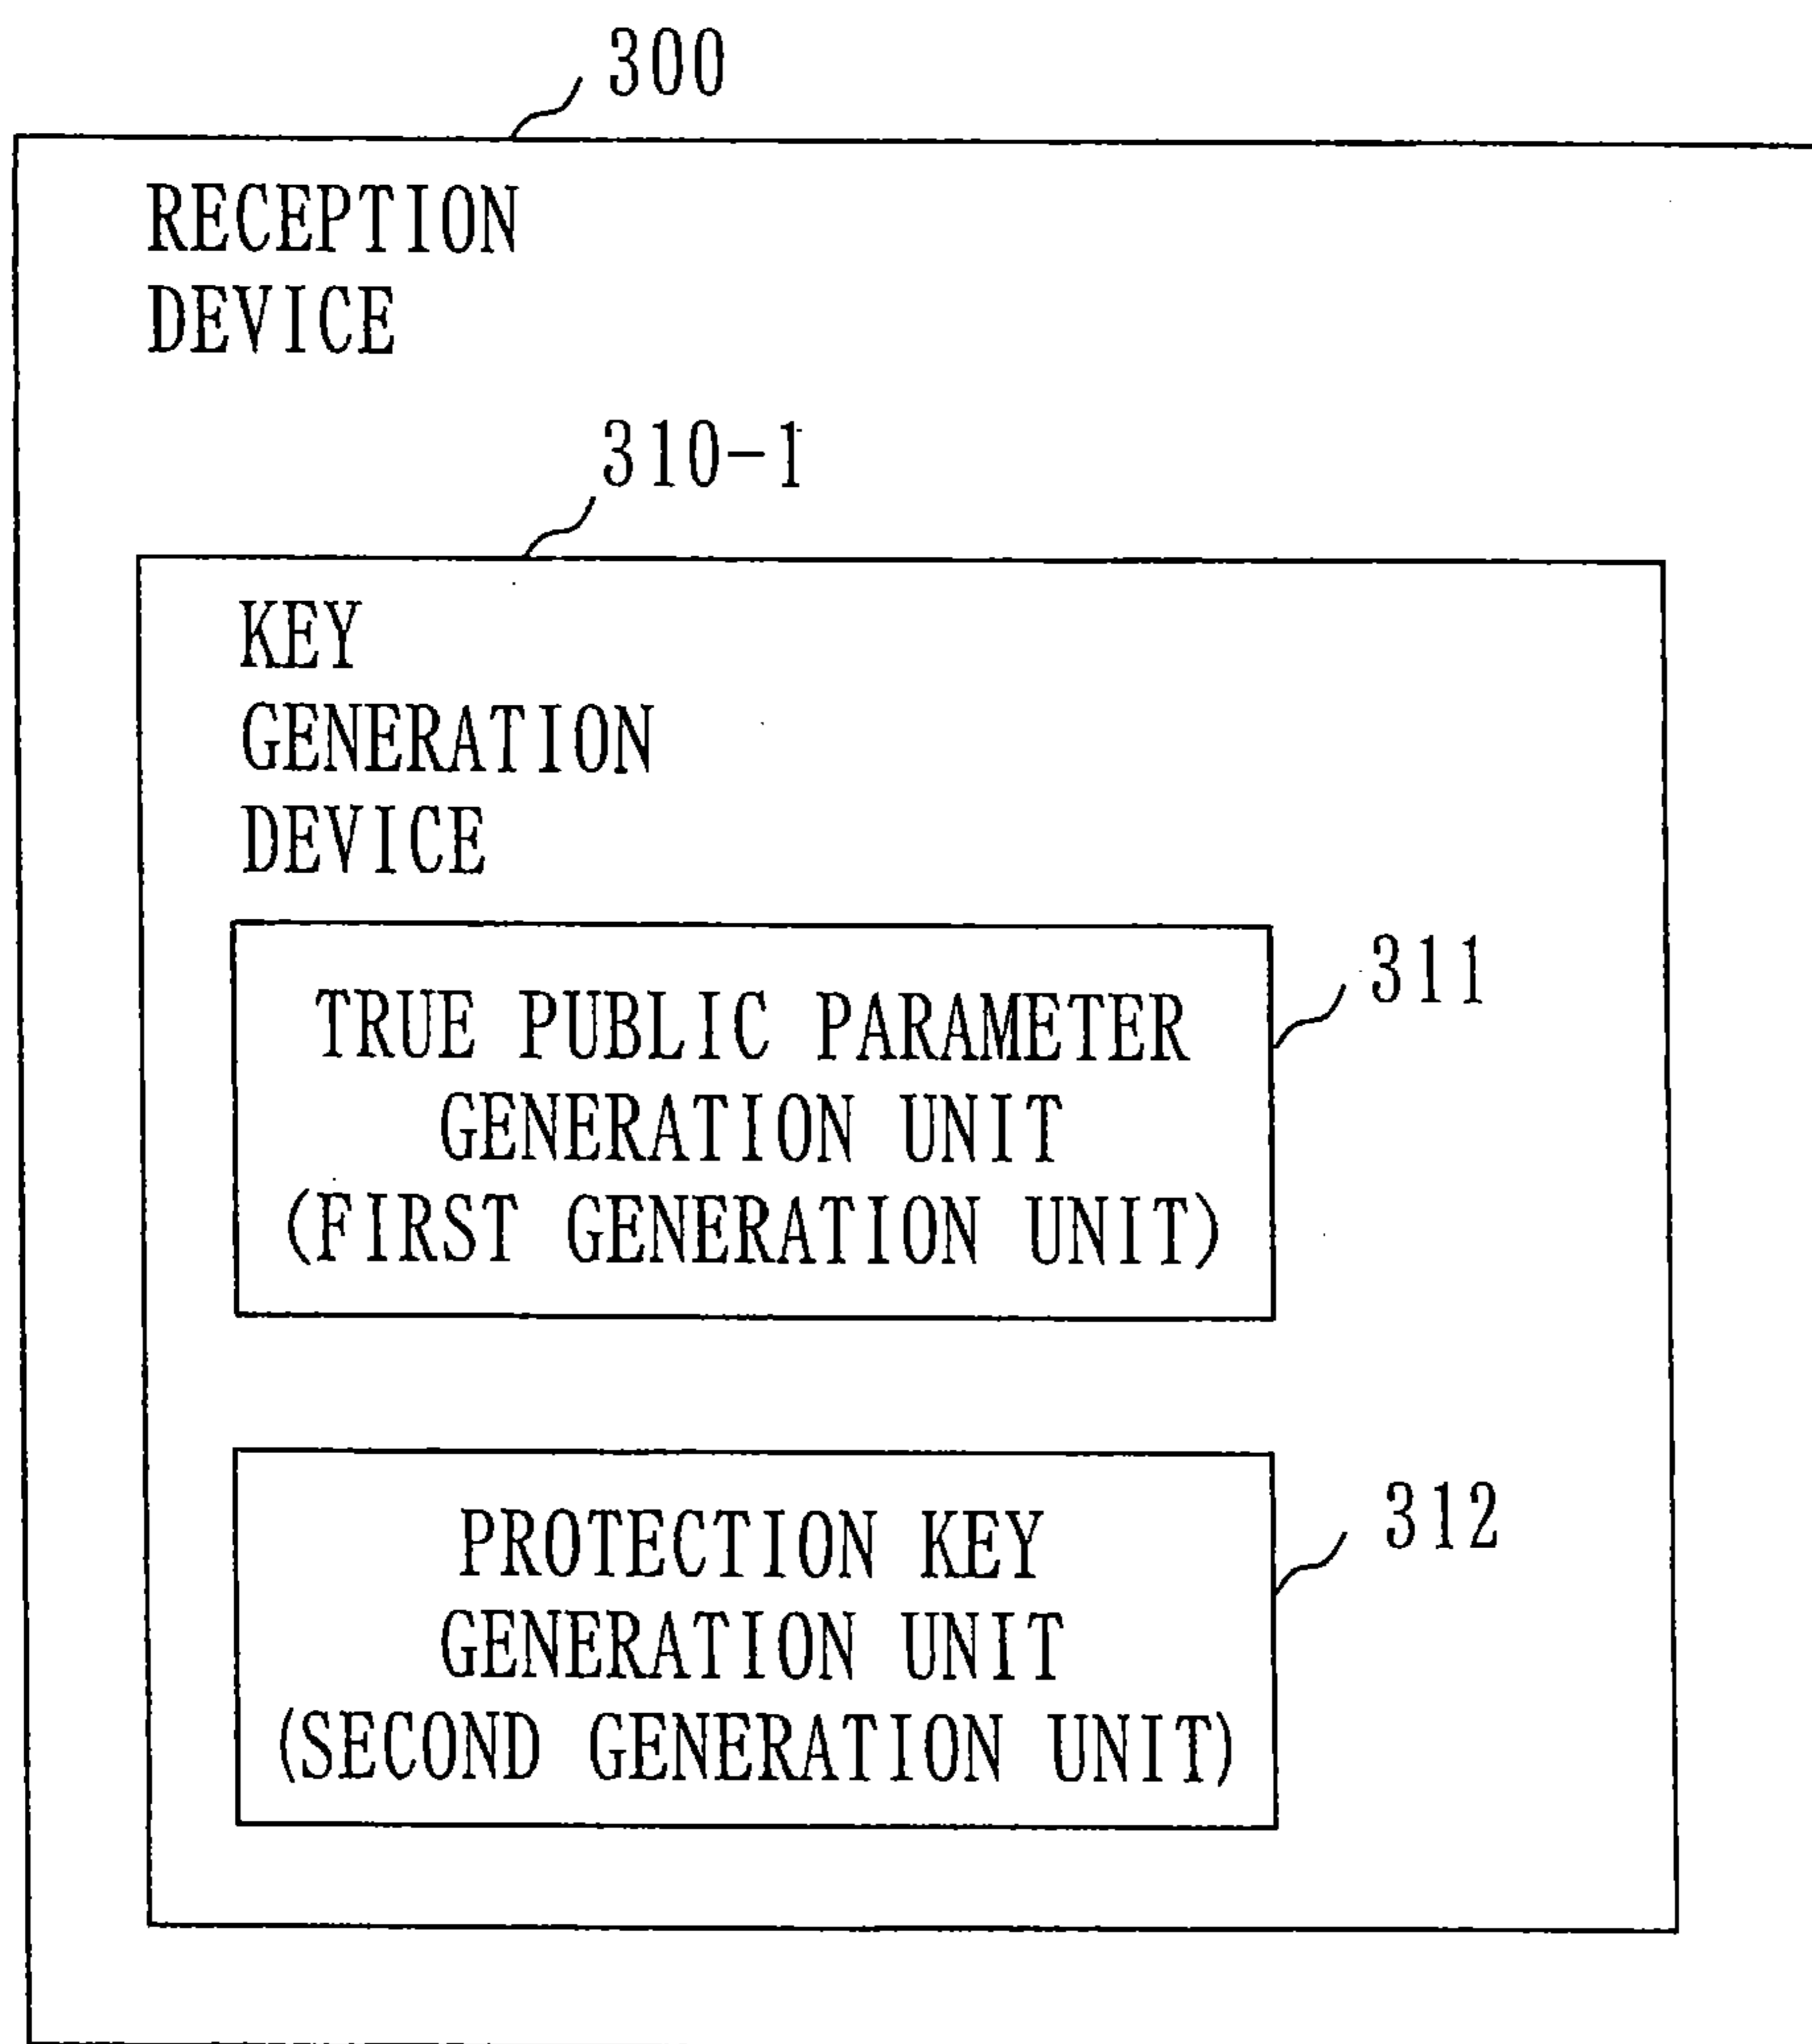 300
RECEPTION
DEVICE
310-1
KEY
GENERATION
DEVICE
TRUE PUBLIC PARAMETER
GENERATION UNIT
(FIRST GENERATION UNIT)
311
PROTECTION KEY
GENERATION UNIT
(SECOND GENERATION UNIT)
312